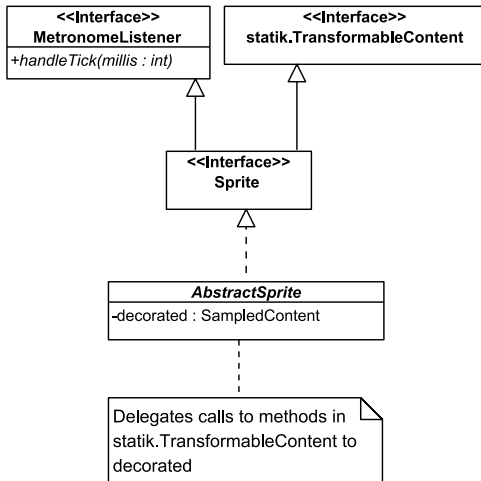 <<Interface>>
MetronomeListener
+handleTick(millis : int)
<<Interface>>
statik.TransformableContent
<<Interface>>
Sprite
AbstractSprite
-decorated : SampledContent
Delegates calls to methods in
statik.TransformableContent to
decorated